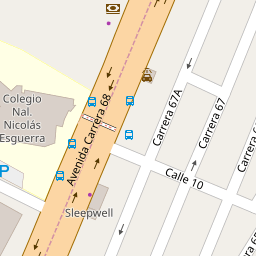 Colegio
Nal.
Nicolás
Esguerra
Avenida Carrera 68
Carrera 67A
Carrera 67
Calle 10
Sleepwell
P